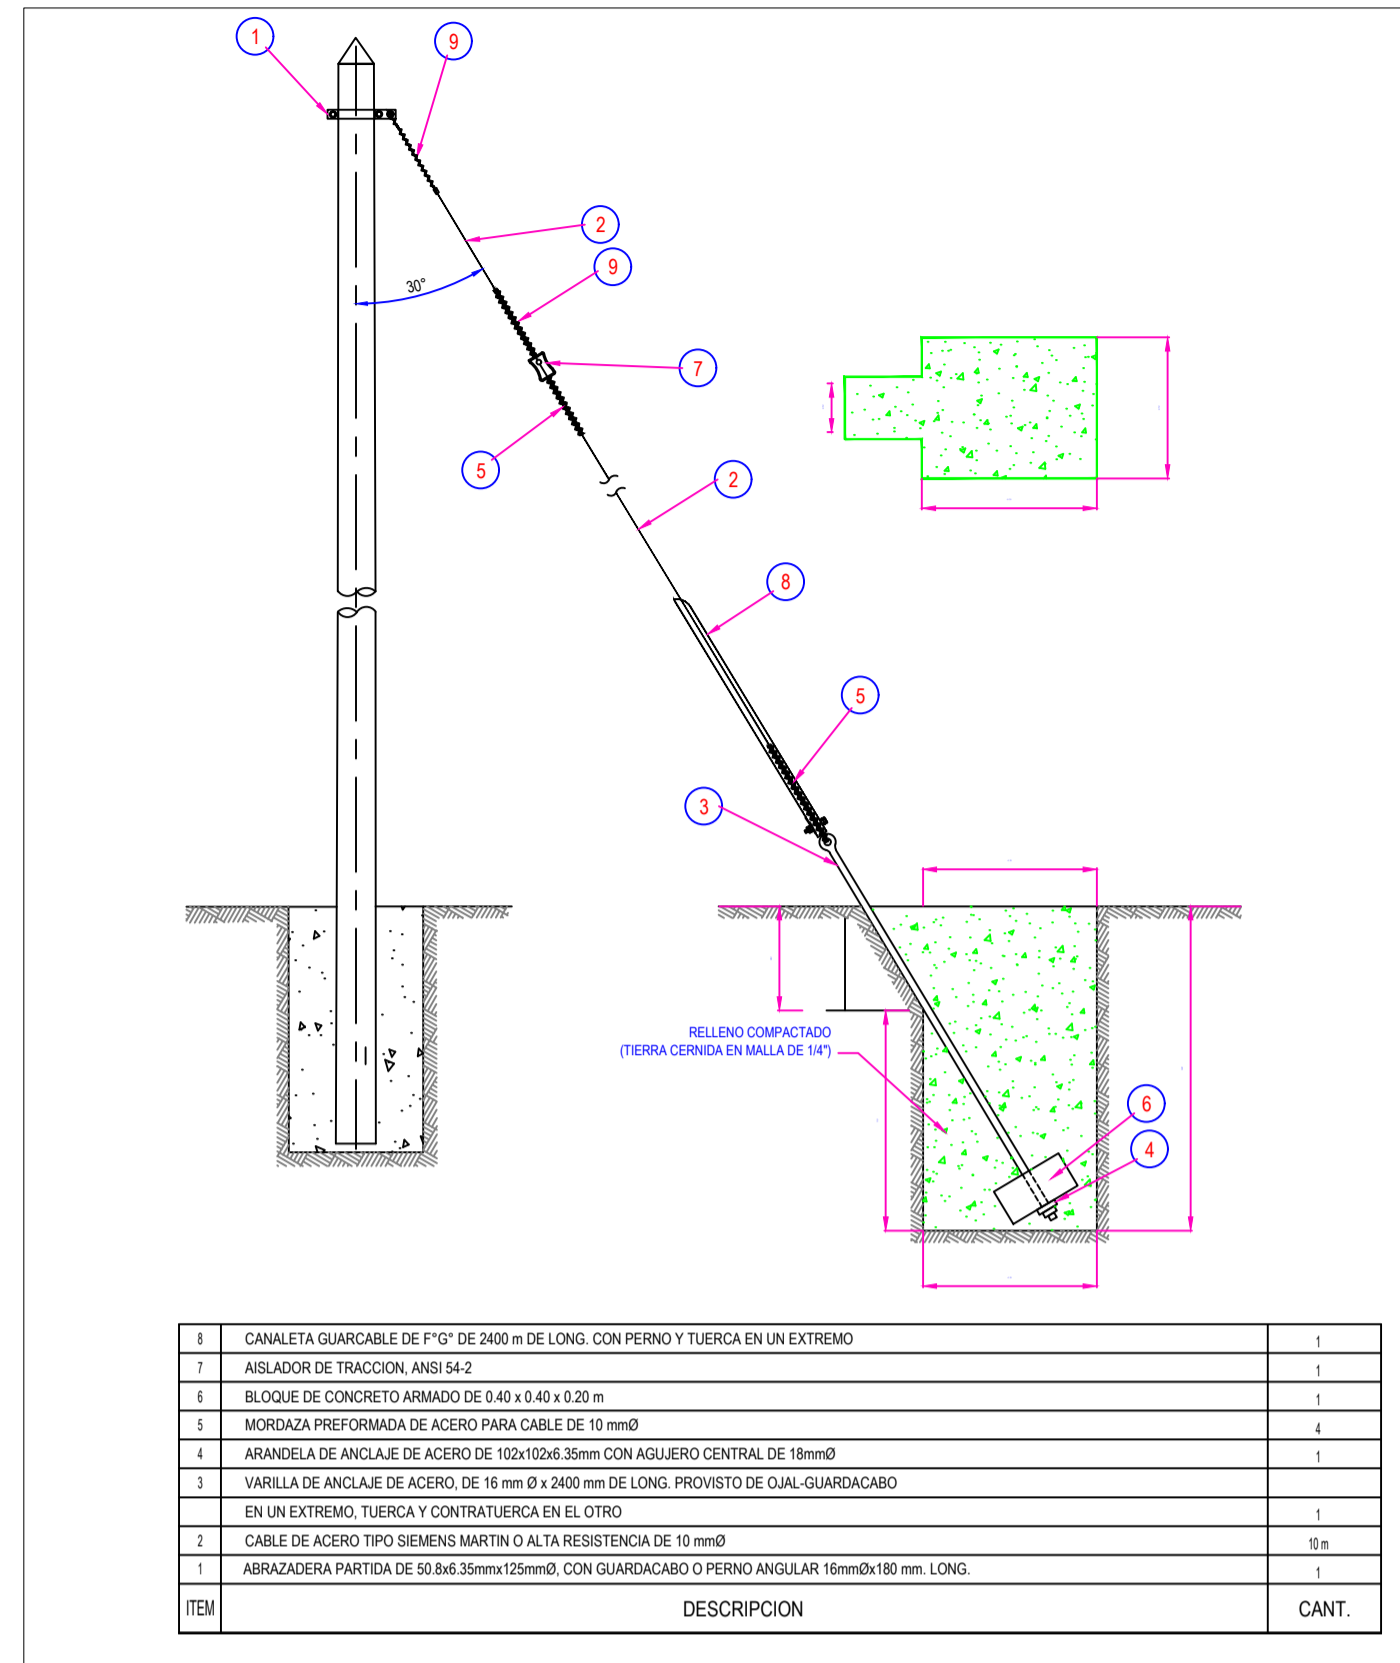 1
9
2
9
30°
7
5
2
8
5
3
RELLENO COMPACTADO
(TIERRA CERNIDA EN MALLA DE 1/4")
6
4
8 CANALETA GUARCABLE DE F°G° DE 2400 m DE LONG. CON PERNO Y TUERCA EN UN EXTREMO 1
7 AISLADOR DE TRACCION, ANSI 54-2 1
6 BLOQUE DE CONCRETO ARMADO DE 0.40 x 0.40 x 0.20 m 1
5 MORDAZA PREFORMADA DE ACERO PARA CABLE DE 10 mmØ 4
4 ARANDELA DE ANCLAJE DE ACERO DE 102x102x6.35mm CON AGUJERO CENTRAL DE 18mmØ 1
3 VARILLA DE ANCLAJE DE ACERO, DE 16 mm Ø x 2400 mm DE LONG. PROVISTO DE OJAL-GUARDACABO
EN UN EXTREMO, TUERCA Y CONTRATUERCA EN EL OTRO 1
2 CABLE DE ACERO TIPO SIEMENS MARTIN O ALTA RESISTENCIA DE 10 mmØ 10 m
1 ABRAZADERA PARTIDA DE 50.8x6.35mmx125mmØ, CON GUARDACABO O PERNO ANGULAR 16mmØx180 mm. LONG. 1
ITEM DESCRIPCION CANT.